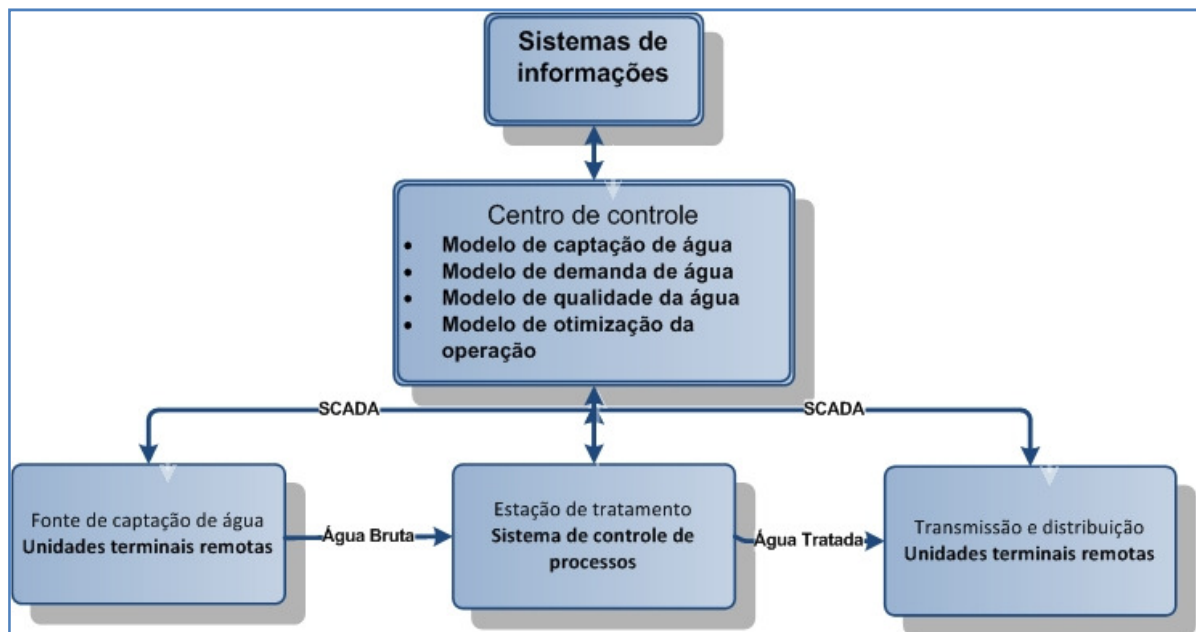 Sistemas de
informações
Centro de controle
• Modelo de captação de água
• Modelo de demanda de água
• Modelo de qualidade da água
• Modelo de otimização da
operação
SCADA
SCADA
Fonte de captação de água
Unidades terminais remotas
Água Bruta
Estação de tratamento
Sistema de controle de
processos
Água Tratada
Transmissão e distribuição
Unidades terminais remotas